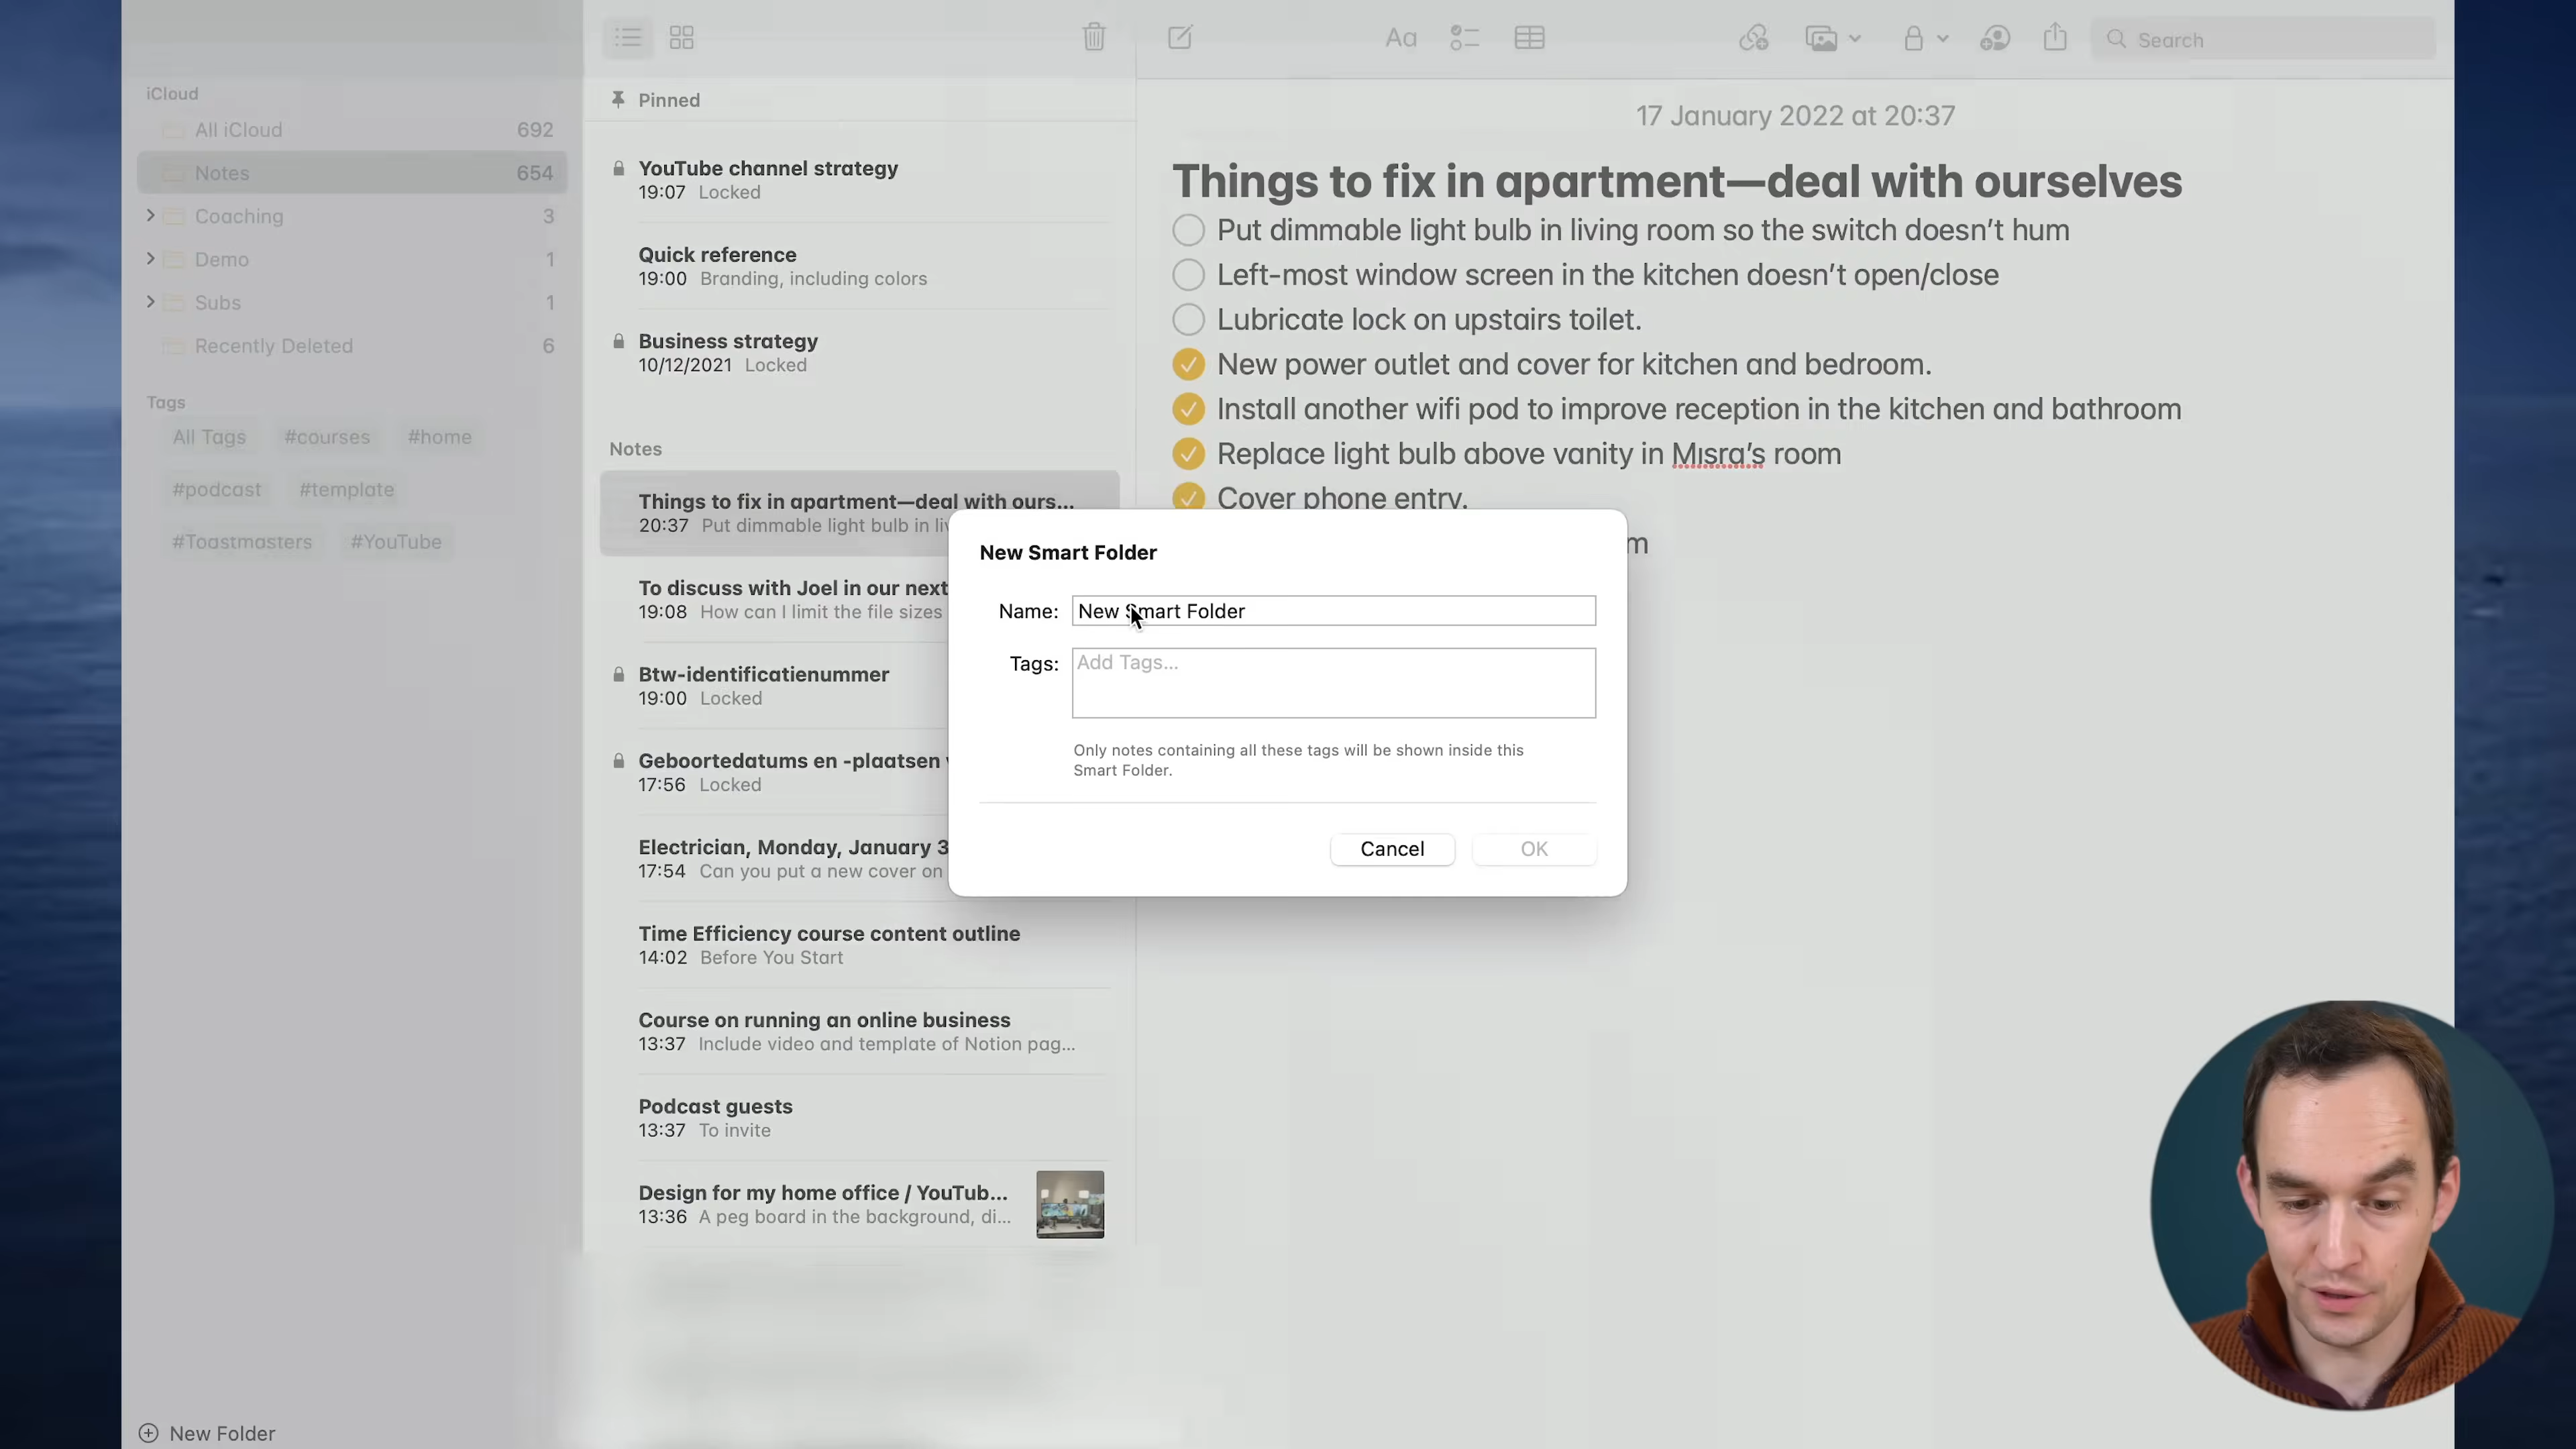 Search
iCloud
All iCloud 692
Notes 654
Coaching 3
Demo 1
Subs 1
Recently Deleted 6
Tags
All Tags #courses #home
#podcast #template
#Toastmasters #YouTube
New Folder
Pinned
YouTube channel strategy
19:07 Locked
Quick reference
19:00 Branding, including colors
Business strategy
10/12/2021 Locked
Notes
Things to fix in apartment—deal with ours...
20:37 Put dimmable light bulb in
To discuss with Joel in our next
19:08 How can I limit the file sizes
Btw-identificatienummer
19:00 Locked
Geboortedatums en -plaatsen
17:56 Locked
Electrician, Monday, January 3
17:54 Can you put a new cover on
Time Efficiency course content outline
14:02 Before You Start
Course on running an online business
13:37 Include video and template of Notion pag...
Podcast guests
13:37 To invite
Design for my home office / YouTub...
13:36 A peg board in the background, di...
Aa
17 January 2022 at 20:37
Things to fix in apartment—deal with ourselves
Put dimmable light bulb in living room so the switch doesn’t hum
Left-most window screen in the kitchen doesn’t open/close
Lubricate lock on upstairs toilet.
New power outlet and cover for kitchen and bedroom.
Install another wifi pod to improve reception in the kitchen and bathroom
Replace light bulb above vanity in Mısra’s room
Cover phone entry.
m
New Smart Folder
Name: New Smart Folder
Tags: Add Tags...
Only notes containing all these tags will be shown inside this
Smart Folder.
Cancel OK